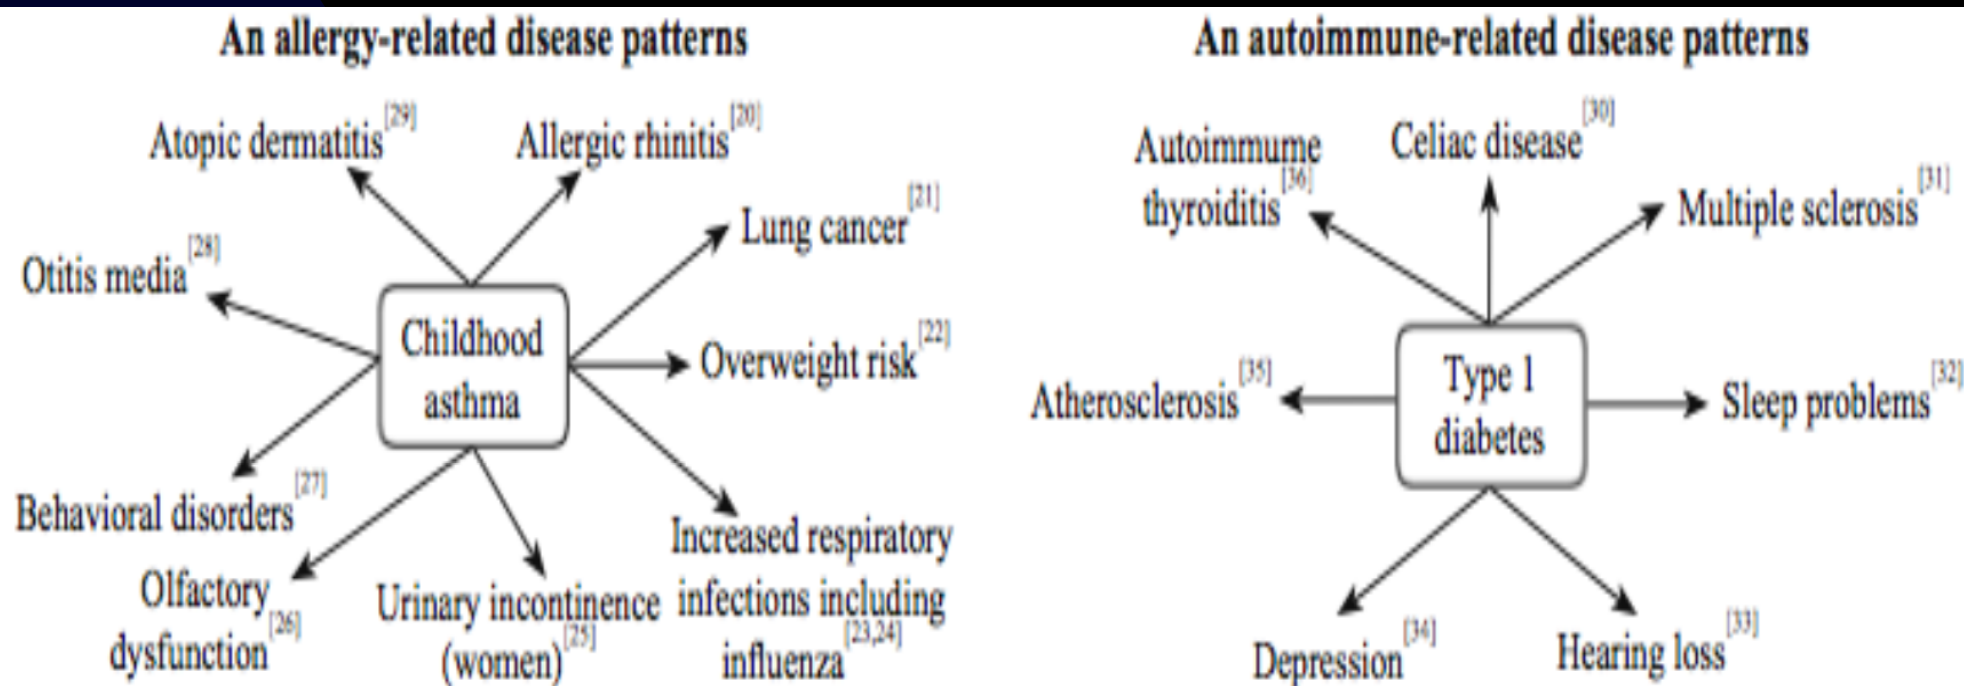 An allergy-related disease patterns
Atopic dermatitis[29]
Allergic rhinitis[20]
Lung cancer[21]
Otitis media[28]
Childhood
asthma
Overweight risk[22]
Behavioral disorders[27]
Olfactory
dysfunction[26]
Urinary incontinence
(women)[25]
Increased respiratory
infections including
influenza[23,24]
An autoimmune-related disease patterns
Autoimmume
thyroiditis[36]
Celiac disease[30]
Multiple sclerosis[31]
Atherosclerosis[35]
Type 1
diabetes
Sleep problems[32]
Depression[34]
Hearing loss[33]